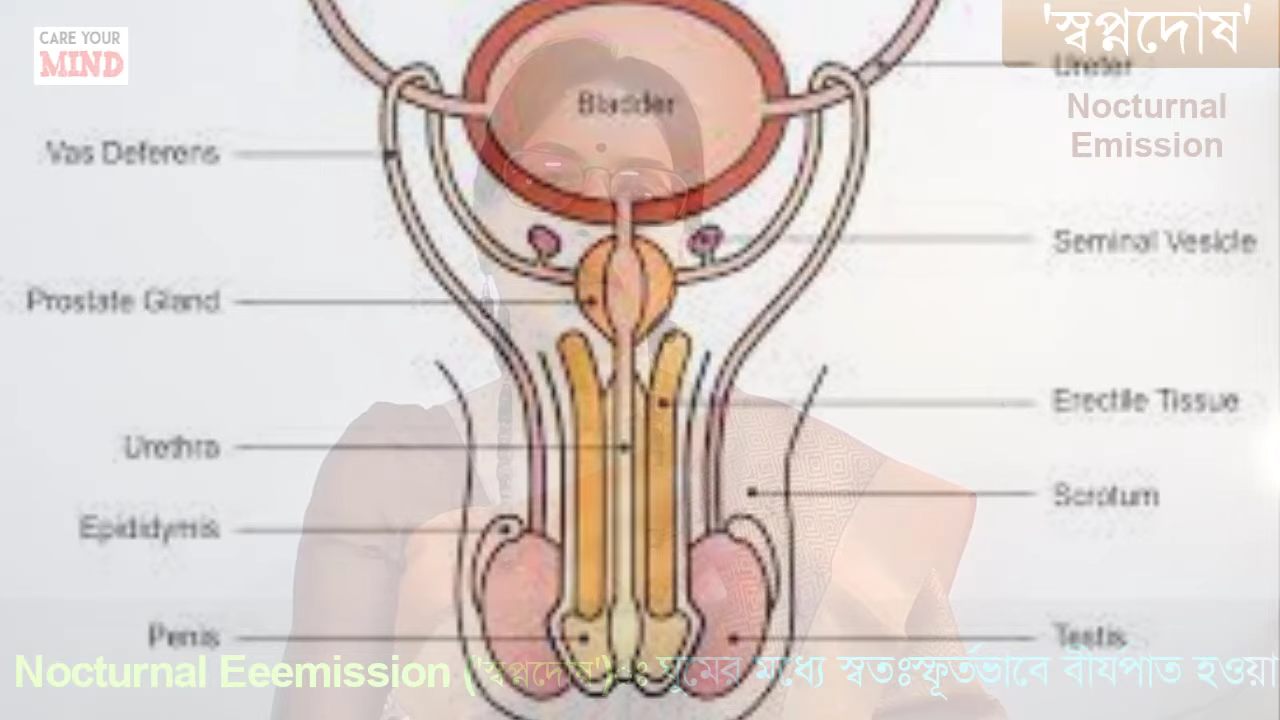 CARE YOUR
MIND
'স্বপ্নদোষ'
Ureter
Nocturnal
Emission
Bladder
Vas Deferens
Seminal Vesicle
Prostate Gland
Erectile Tissue
Urethra
Scrotum
Epididymis
Penis
Testis
Nocturnal Eeemission ('স্বপ্নদোষ') ঃ ঘুমের মধ্যে স্বতঃস্ফূর্তভাবে বীর্যপাত হওয়া